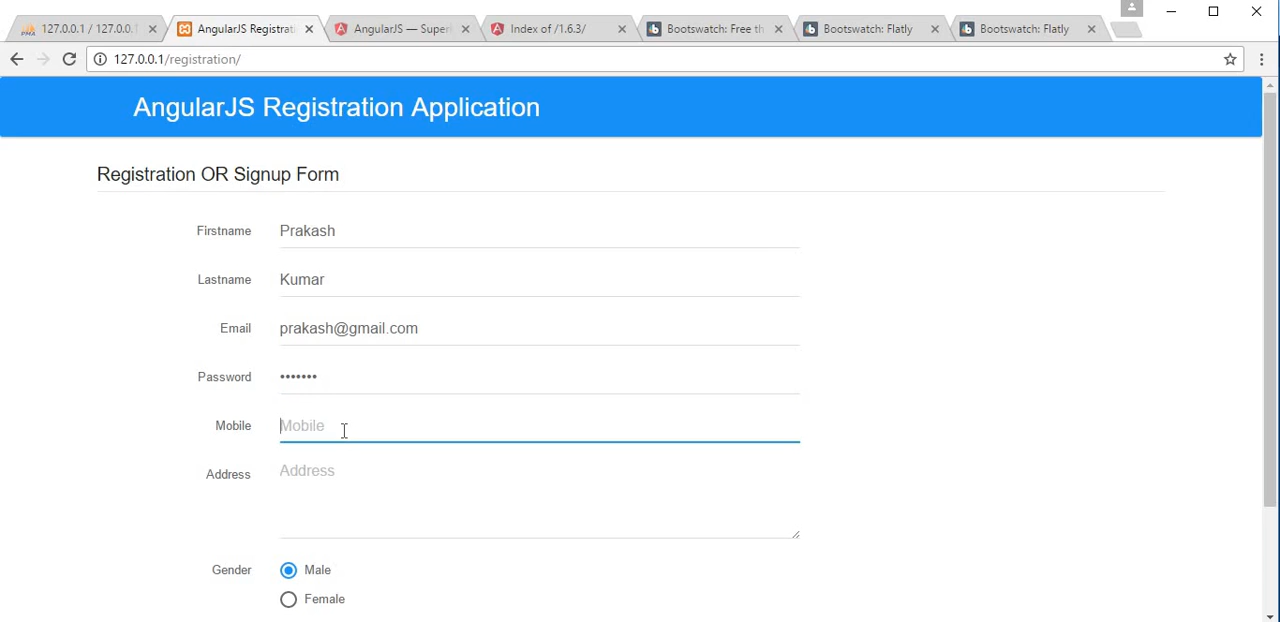 127.0.0.1 / 127.0.0.1
AngularJS Registrati
AngularJS — Super
Index of /1.6.3/
Bootswatch: Free th
Bootswatch: Flatly
Bootswatch: Flatly
127.0.0.1/registration/
AngularJS Registration Application
Registration OR Signup Form
Firstname Prakash
Lastname Kumar
Email prakash@gmail.com
Password •••••••
Mobile Mobile
Address Address
Gender Male
Female